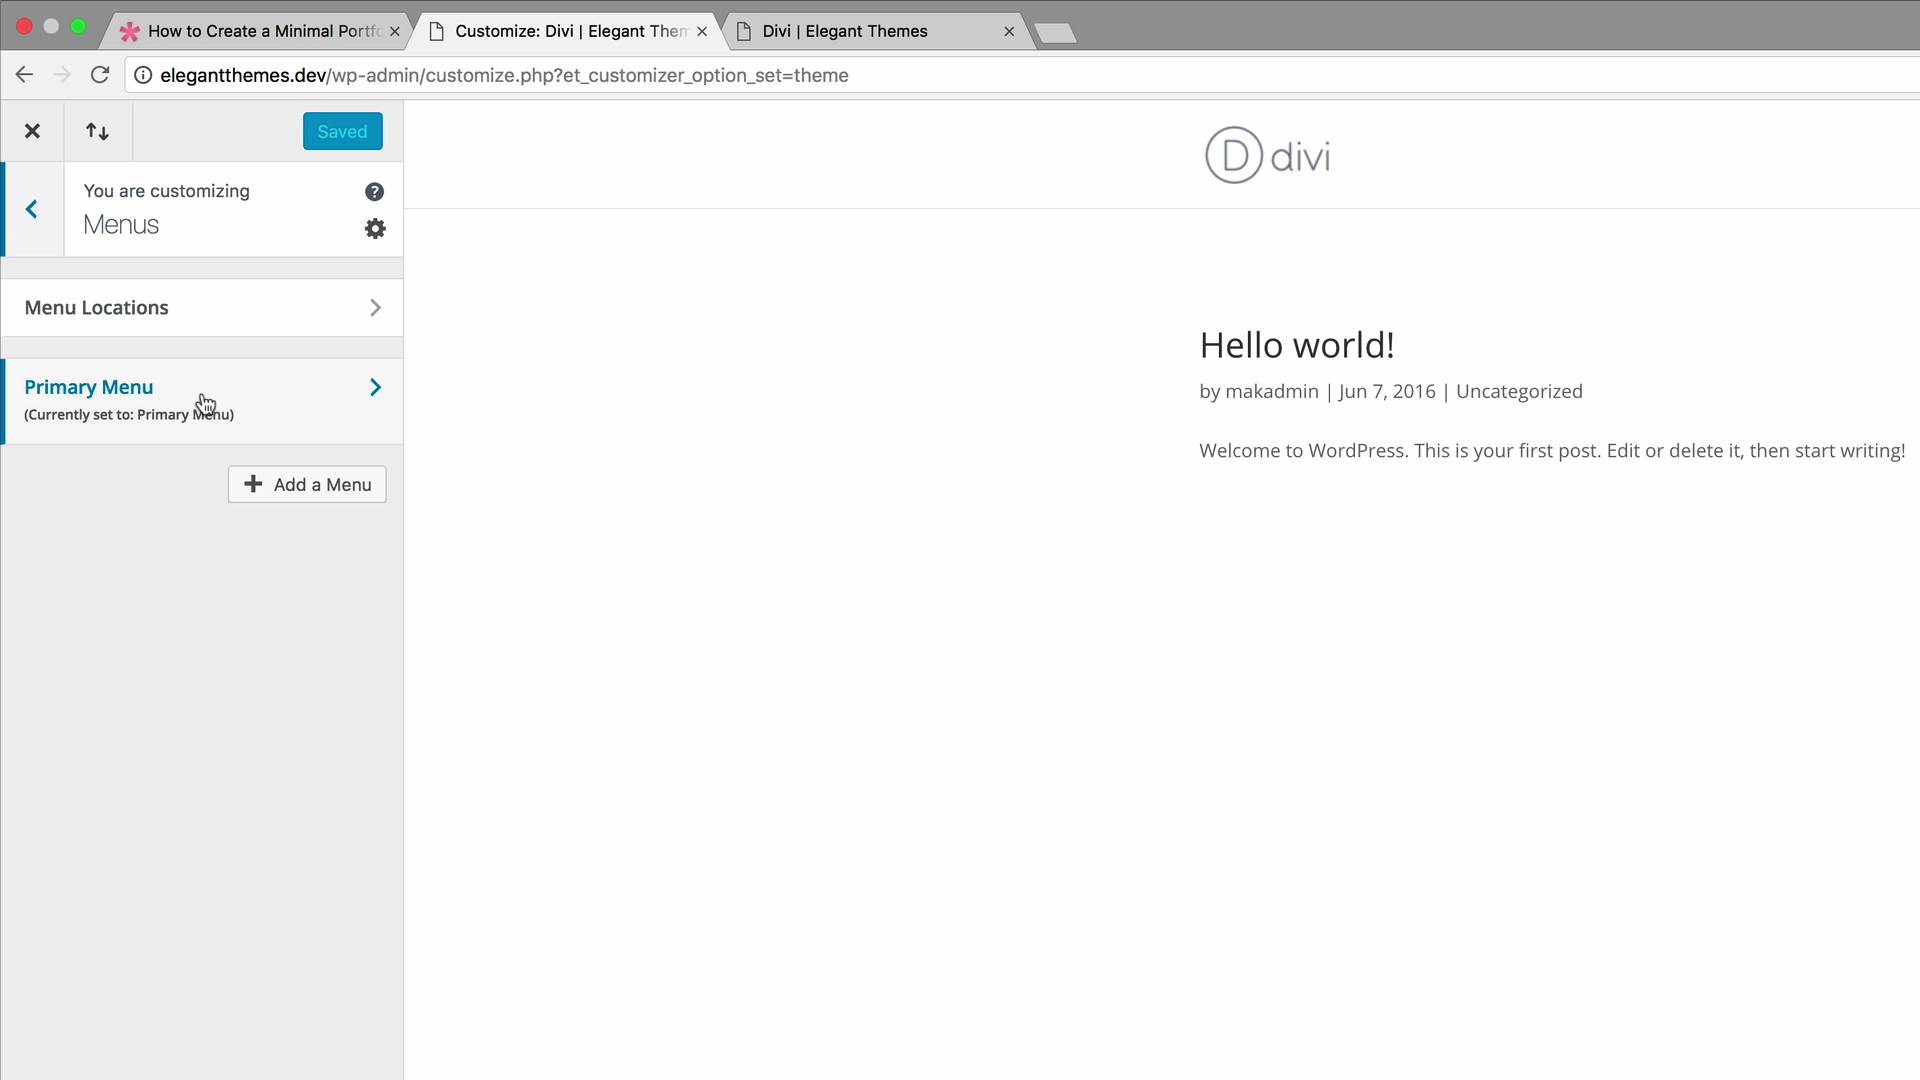 How to Create a Minimal Portfo
Customize: Divi | Elegant Them
Divi | Elegant Themes
elegantthemes.dev/wp-admin/customize.php?et_customizer_option_set=theme
Saved
You are customizing
Menus
Menu Locations
Primary Menu
(Currently set to: Primary Menu)
Add a Menu
D divi
Hello world!
by makadmin | Jun 7, 2016 | Uncategorized
Welcome to WordPress. This is your first post. Edit or delete it, then start writing!